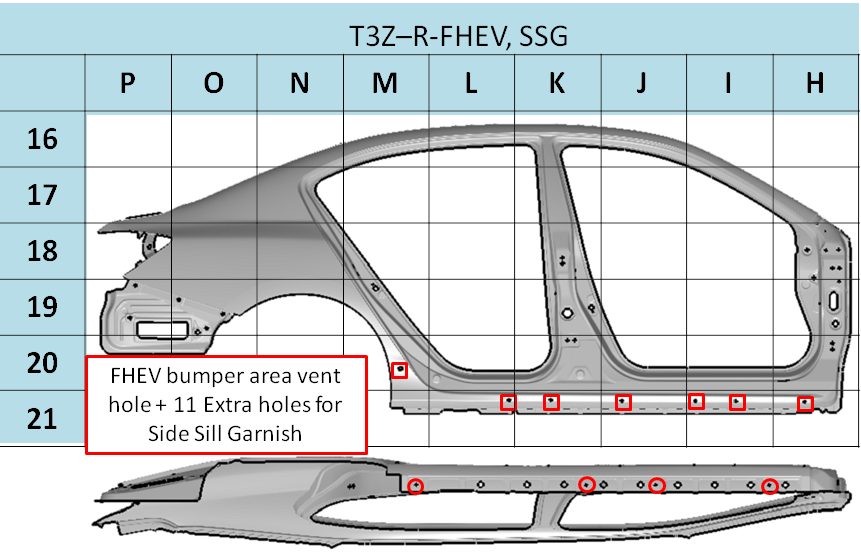 T3Z–R-FHEV, SSG
P O N M L K J I H
16
17
18
19
20
21
FHEV bumper area vent
hole + 11 Extra holes for
Side Sill Garnish